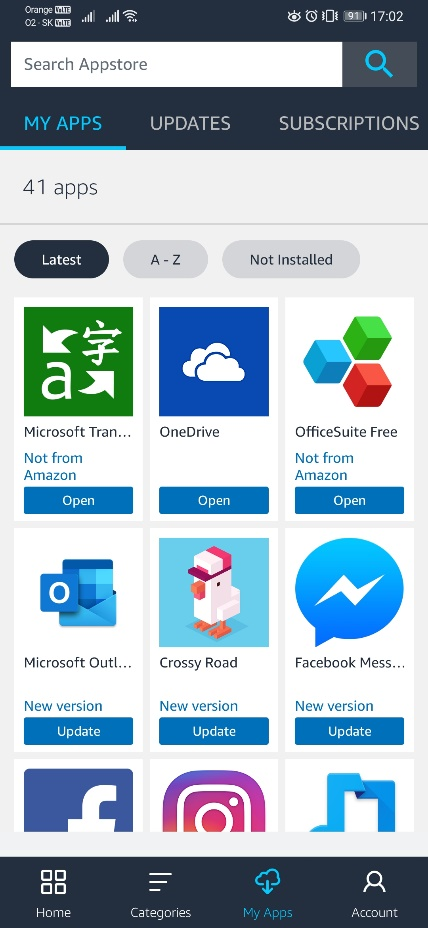 Orange VoLTE
O2 - SK VoLTE
91
17:02
Search Appstore
MY APPS
UPDATES
SUBSCRIPTIONS
41 apps
Latest
A - Z
Not Installed
字
a
Microsoft Tran...
OneDrive
OfficeSuite Free
Not from
Amazon
Not from
Amazon
Open
Open
Open
O
Microsoft Outl...
Crossy Road
Facebook Mess...
New version
New version
New version
Update
Update
Update
f
Home
Categories
My Apps
Account